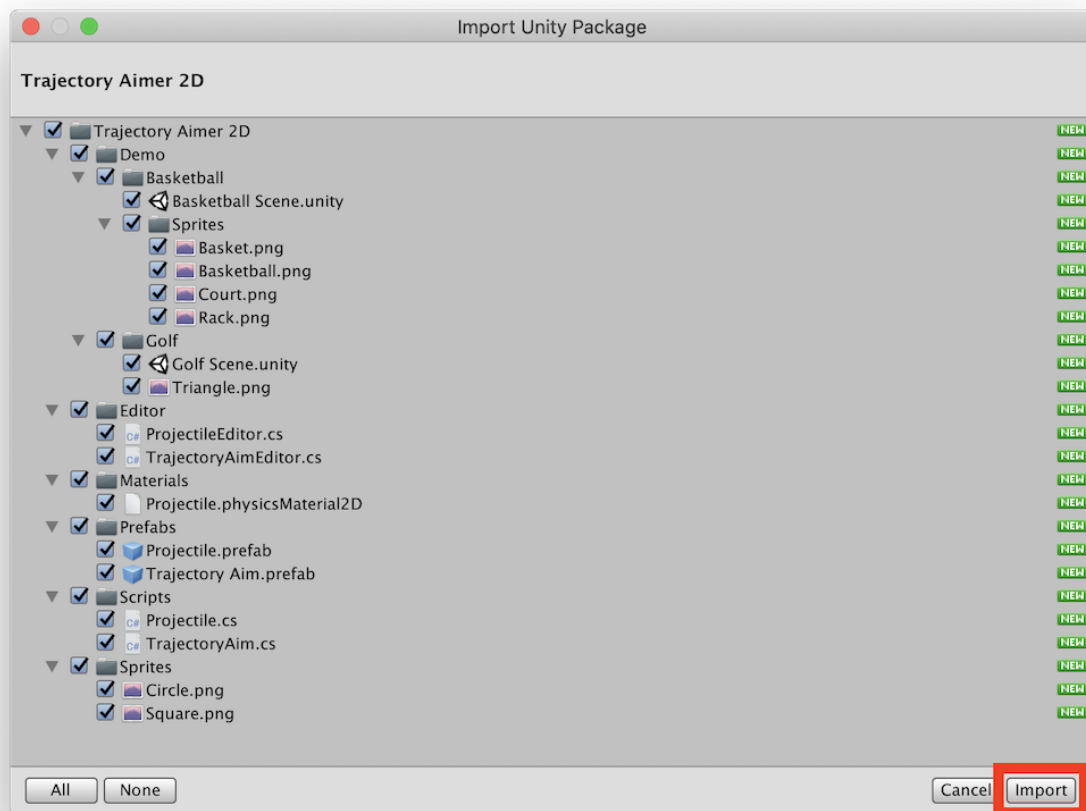 Import Unity Package
Trajectory Aimer 2D
Trajectory Aimer 2D NEW
Demo NEW
Basketball NEW
Basketball Scene.unity NEW
Sprites NEW
Basket.png NEW
Basketball.png NEW
Court.png NEW
Rack.png NEW
Golf NEW
Golf Scene.unity NEW
Triangle.png NEW
Editor NEW
C# ProjectileEditor.cs NEW
C# TrajectoryAimEditor.cs NEW
Materials NEW
Projectile.physicsMaterial2D NEW
Prefabs NEW
Projectile.prefab NEW
Trajectory Aim.prefab NEW
Scripts NEW
C# Projectile.cs NEW
C# TrajectoryAim.cs NEW
Sprites NEW
Circle.png NEW
Square.png NEW
All None Cancel Import